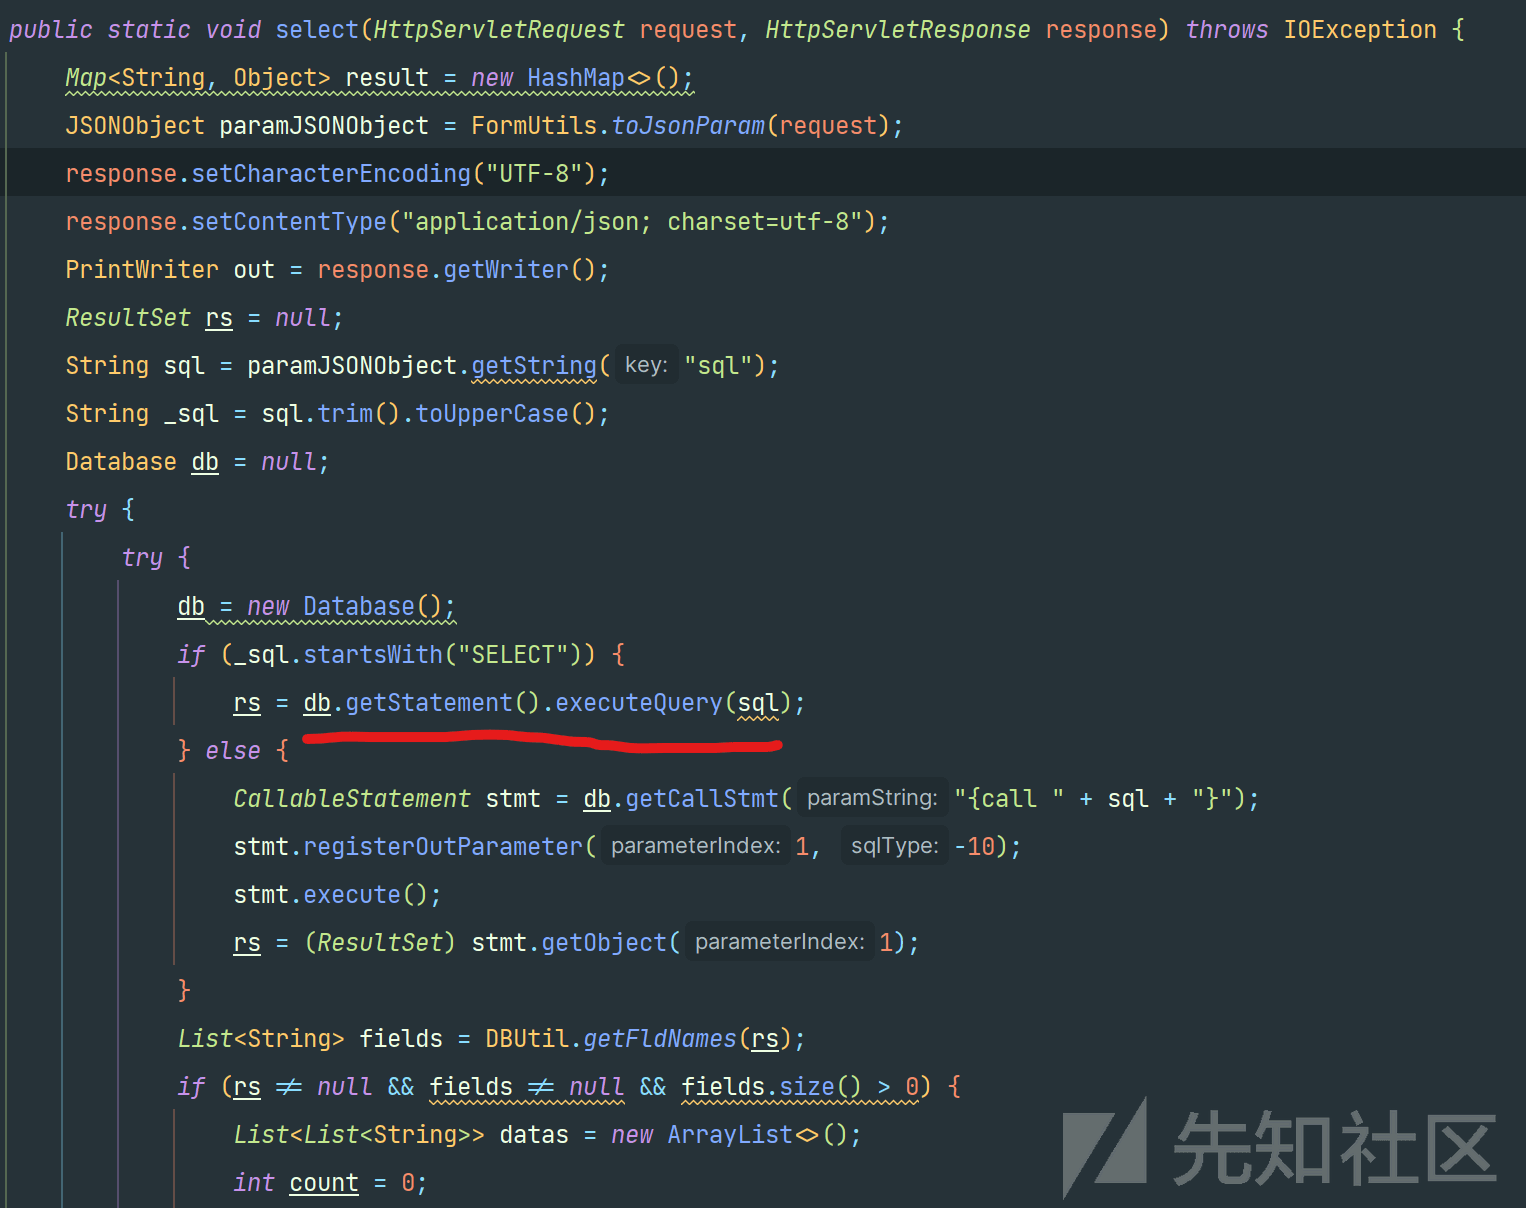 public static void select(HttpServletRequest request, HttpServletResponse response) throws IOException {
Map<String, Object> result = new HashMap<>();
JSONObject paramJSONObject = FormUtils.toJsonParam(request);
response.setCharacterEncoding("UTF-8");
response.setContentType("application/json; charset=utf-8");
PrintWriter out = response.getWriter();
ResultSet rs = null;
String sql = paramJSONObject.getString( key: "sql");
String _sql = sql.trim().toUpperCase();
Database db = null;
try {
try {
db = new Database();
if (_sql.startsWith("SELECT")) {
rs = db.getStatement().executeQuery(sql);
} else {
CallableStatement stmt = db.getCallStmt( paramString: "{call " + sql + "}");
stmt.registerOutParameter( parameterIndex: 1, sqlType: -10);
stmt.execute();
rs = (ResultSet) stmt.getObject( parameterIndex: 1);
}
List<String> fields = DBUtil.getFldNames(rs);
if (rs != null && fields != null && fields.size() > 0) {
List<List<String>> datas = new ArrayList<>();
int count = 0;
先知社区